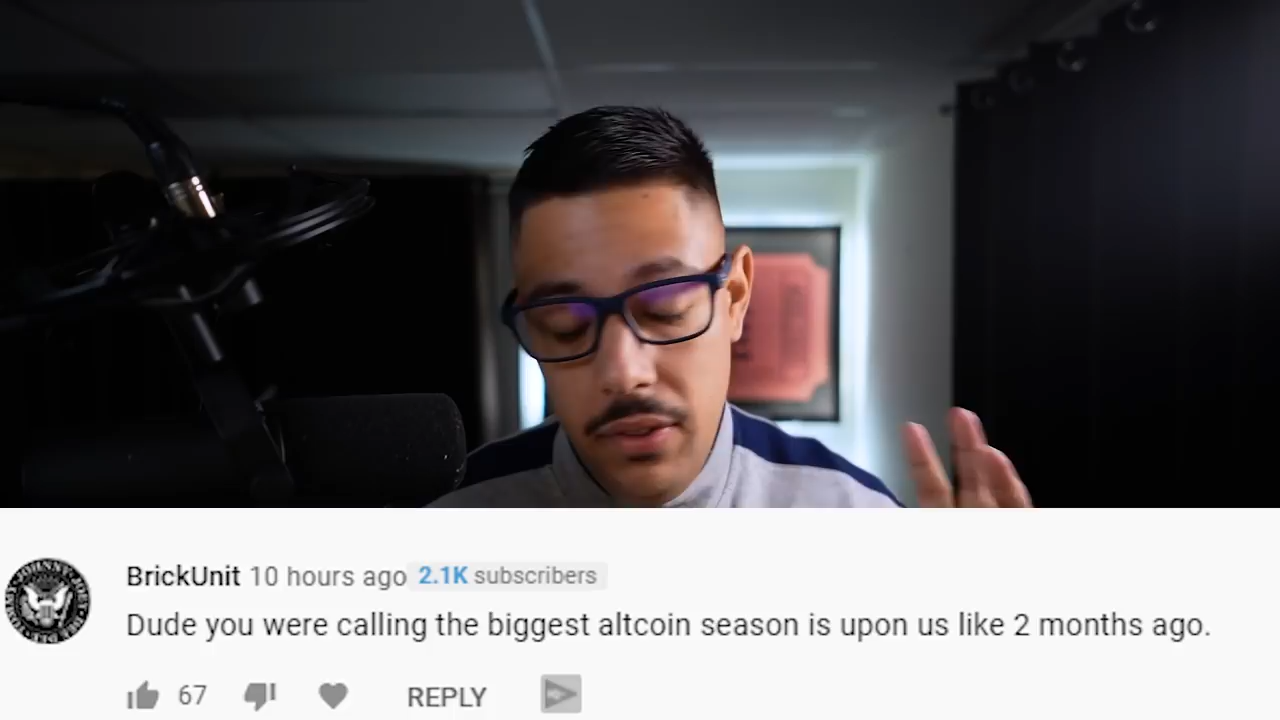 BrickUnit 10 hours ago 2.1K subscribers
Dude you were calling the biggest altcoin season is upon us like 2 months ago.
67 REPLY